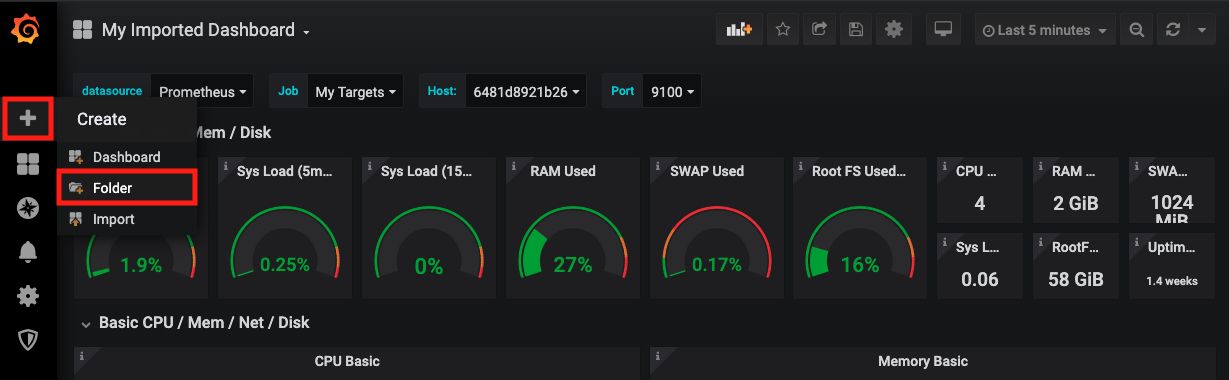 My Imported Dashboard
Last 5 minutes
datasource Prometheus Job My Targets Host: 6481d8921b26 Port 9100
Create
Mem / Disk
Dashboard
Folder
Import
Sys Load (5m...
Sys Load (15...
RAM Used
SWAP Used
Root FS Used...
CPU ...
RAM ...
SWA...
1.9%
0.25%
0%
27%
0.17%
16%
4
2 GiB
1024
MiB
Sys L...
RootF...
Uptim...
0.06
58 GiB
1.4 weeks
Basic CPU / Mem / Net / Disk
CPU Basic
Memory Basic